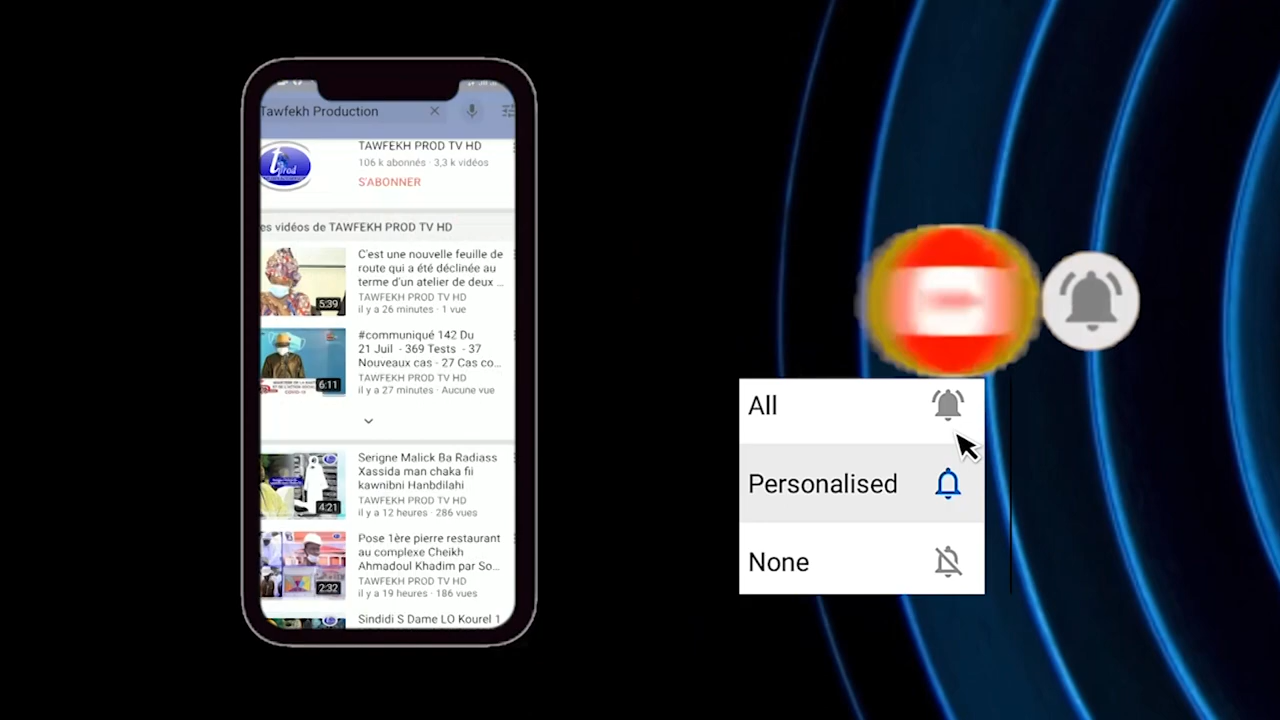 Tawfekh Production
TAWFEKH PROD TV HD
106 k abonnés · 3,3 k vidéos
S'ABONNER
prod
es vidéos de TAWFEKH PROD TV HD
C'est une nouvelle feuille de
route qui a été déclinée au
terme d'un atelier de deux ...
TAWFEKH PROD TV HD
il y a 26 minutes · 1 vue
5:39
#communiqué 142 Du
21 Juil - 369 Tests - 37
Nouveaux cas - 27 Cas co...
TAWFEKH PROD TV HD
il y a 27 minutes · Aucune vue
6:11
Serigne Malick Ba Radiass
Xassida man chaka fii
kawnibni Hanbdilahi
TAWFEKH PROD TV HD
il y a 12 heures · 286 vues
4:21
Pose 1ère pierre restaurant
au complexe Cheikh
Ahmadoul Khadim par So...
TAWFEKH PROD TV HD
il y a 19 heures · 186 vues
2:32
Sindidi S Dame LO Kourel 1
All
Personalised
None